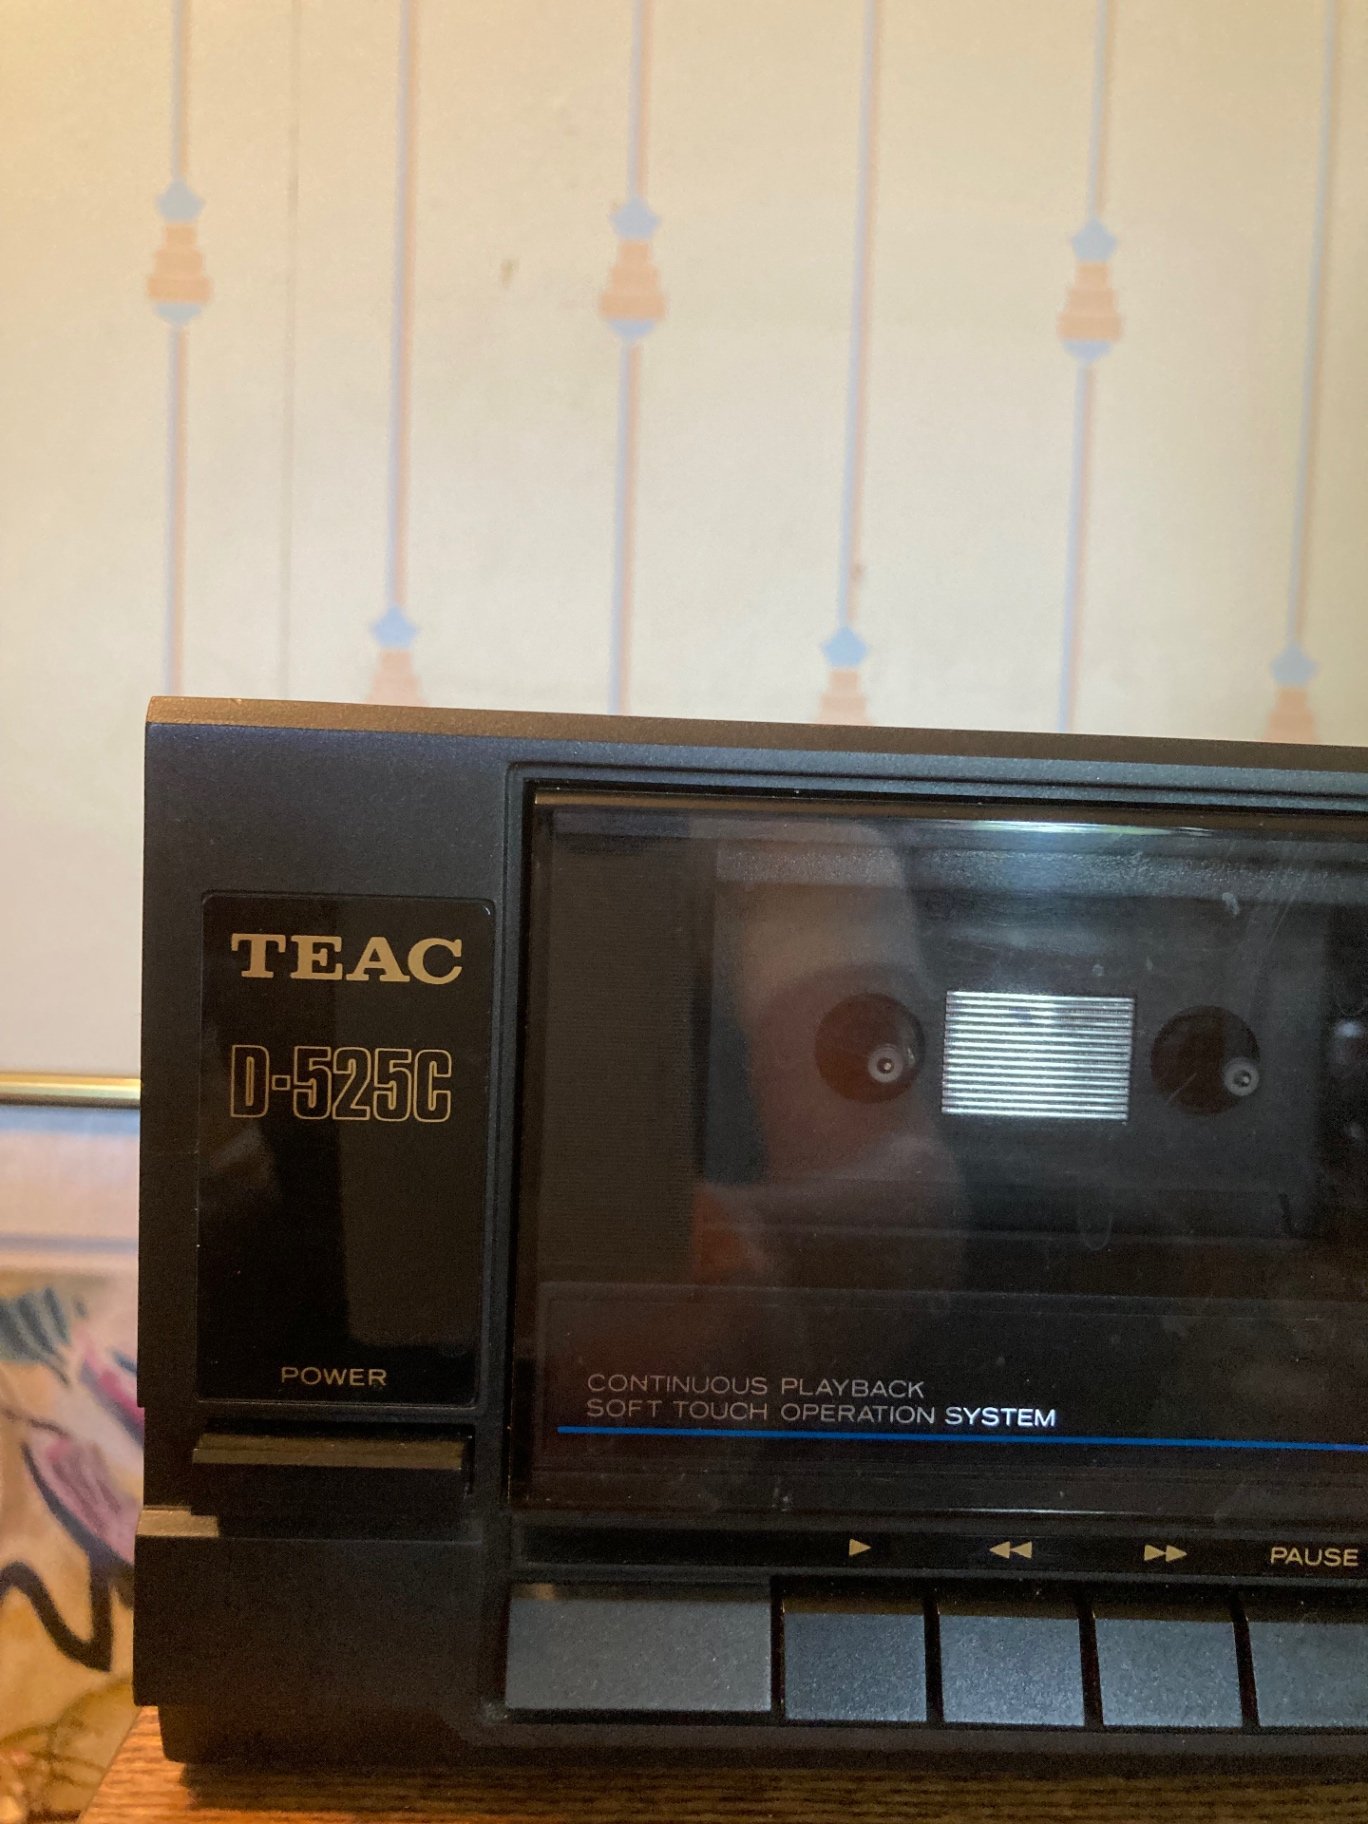 TEAC
D-525C
POWER
CONTINUOUS PLAYBACK
SOFT TOUCH OPERATION SYSTEM
PAUSE